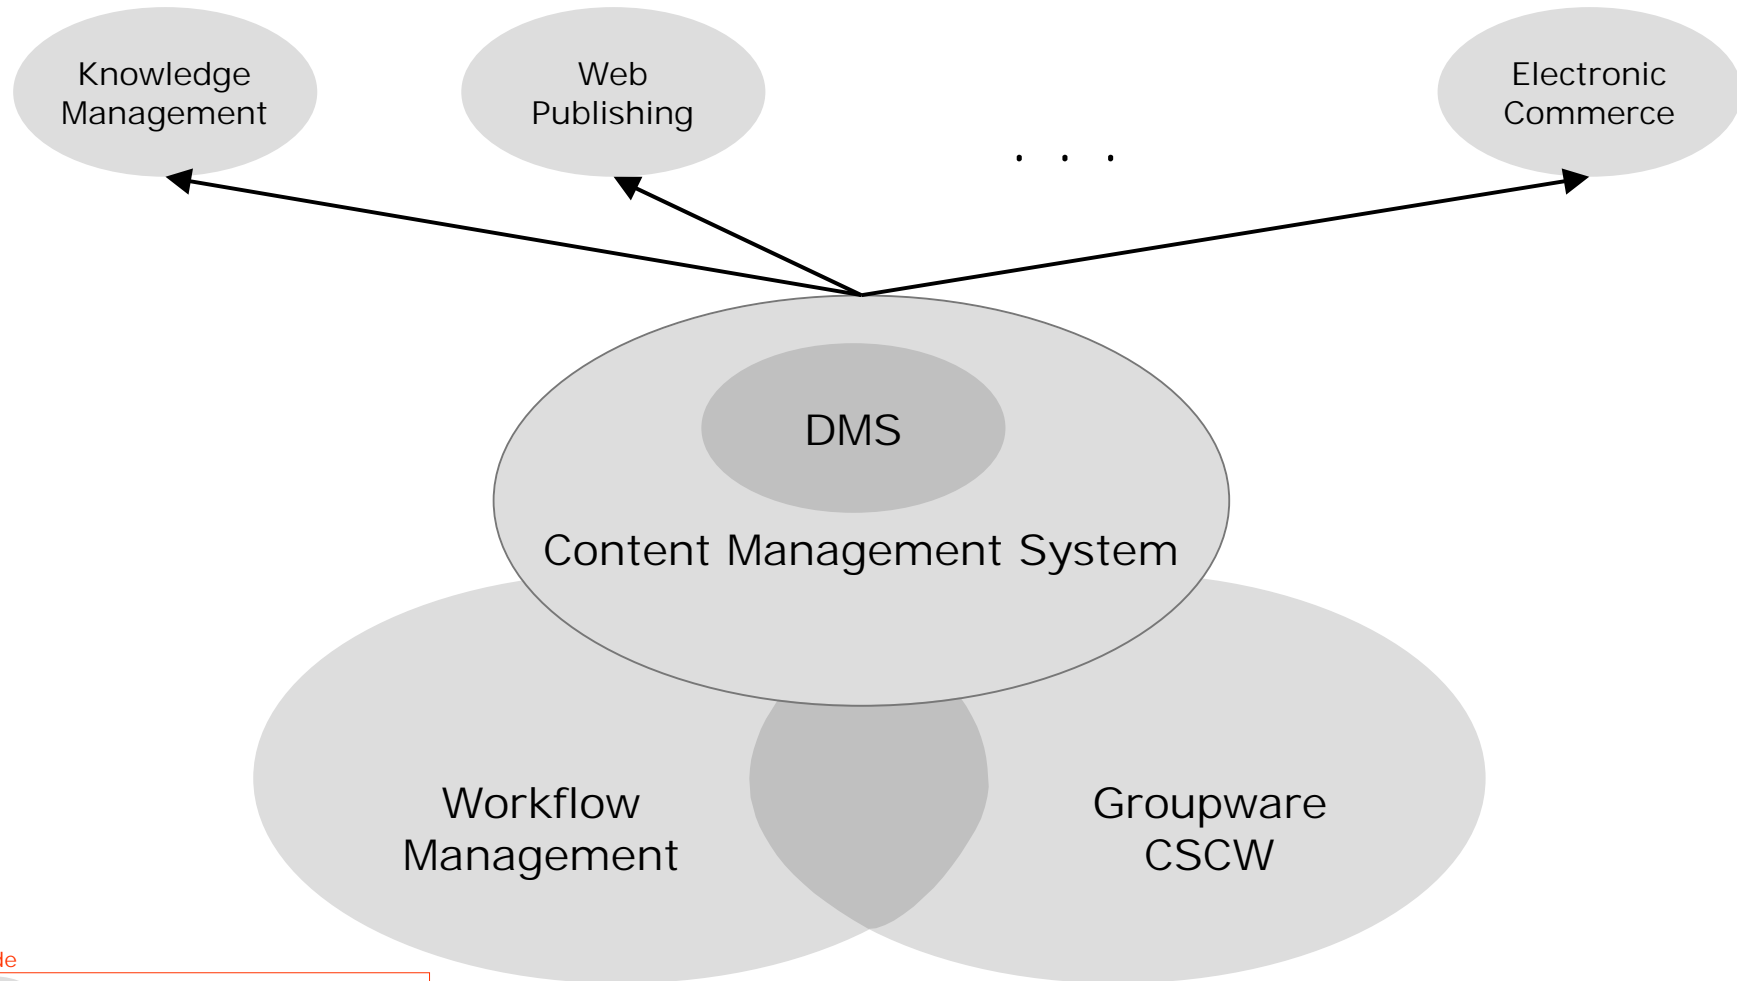 Knowledge
Management
Web
Publishing
. . .
Electronic
Commerce
DMS
Content Management System
Workflow
Management
Groupware
CSCW